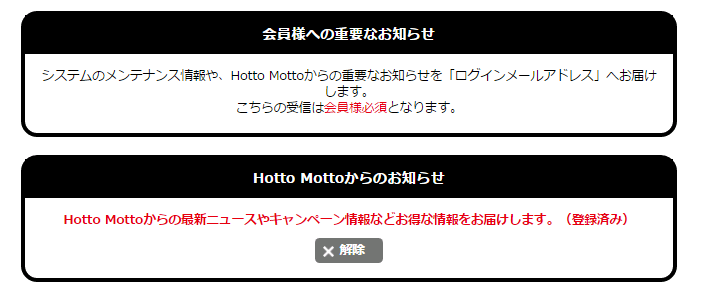 会員様への重要なお知らせ
システムのメンテナンス情報や、Hotto Mottoからの重要なお知らせを「ログインメールアドレス」へお届け
します。
こちらの受信は会員様必須となります。
Hotto Mottoからのお知らせ
Hotto Mottoからの最新ニュースやキャンペーン情報などお得な情報をお届けします。（登録済み）
× 解除